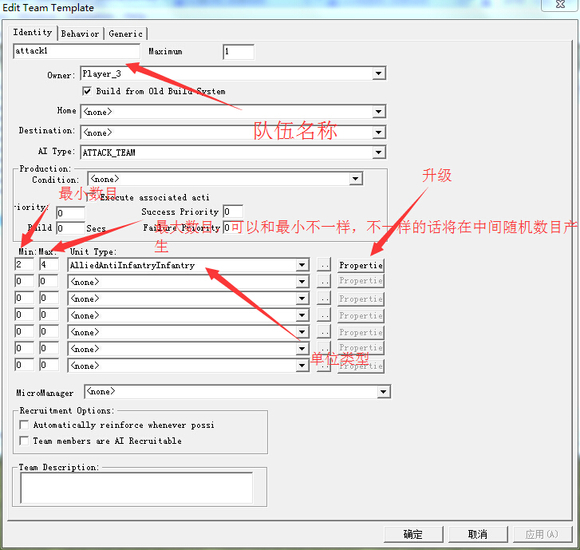 Edit Team Template
Identity Behavior Generic
attack1 Maximum 1
Owner: Player_3
Build from Old Build System
Home <none>
队伍名称
Destination: <none>
AI Type: ATTACK_TEAM
Production:
Condition: <none>
升级
最小数目
Execute associated acti
riority: 0 Success Priority 0
Build 0 Secs Failure Priority 0
最大数目，可以和最小不一样，不一样的话将在中间随机数目产
生
Min: Max: Unit Type:
2 4 AlliedAntiInfantryInfantry .. Propertie
0 0 <none> .. Propertie
0 0 <none> .. Propertie
0 0 <none> .. Propertie
0 0 <none> .. Propertie
单位类型
0 0 <none> .. Propertie
0 0 <none> .. Propertie
MicroManager <none>
Recruitment Options:
Automatically reinforce whenever possi
Team members are AI Recruitable
Team Description:
确定 取消 应用(A)